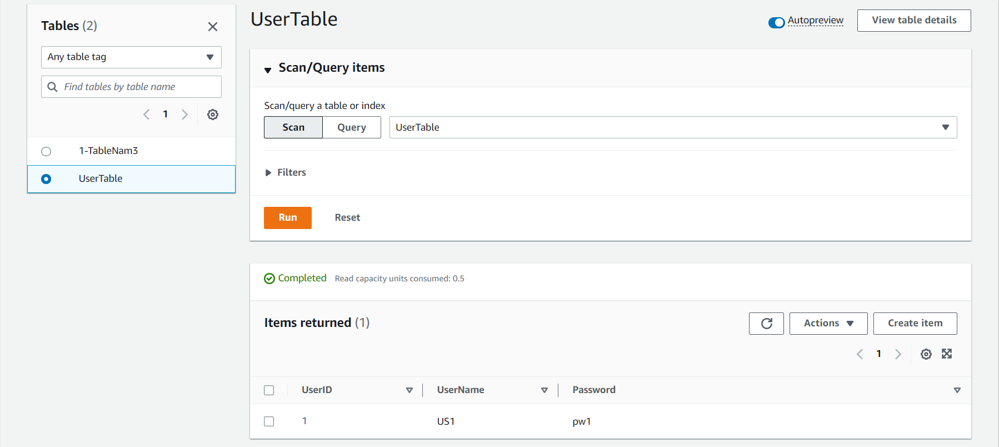 Tables (2)
Any table tag
Find tables by table name
1
1-TableNam3
UserTable
UserTable
Autopreview
View table details
Scan/Query items
Scan/query a table or index
Scan Query UserTable
Filters
Run Reset
Completed Read capacity units consumed: 0.5
Items returned (1)
Actions Create item
1
UserID UserName Password
1 US1 pw1